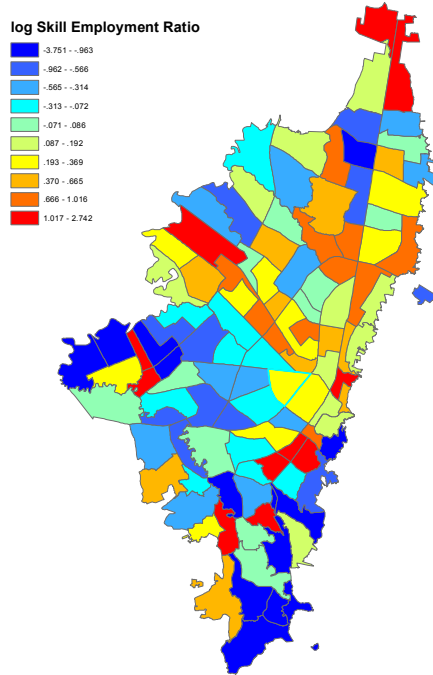 log Skill Employment Ratio
-3.751 - -.963
-.962 - -.566
-.565 - -.314
-.313 - -.072
-.071 - .086
.087 - .192
.193 - .369
.370 - .665
.666 - 1.016
1.017 - 2.742